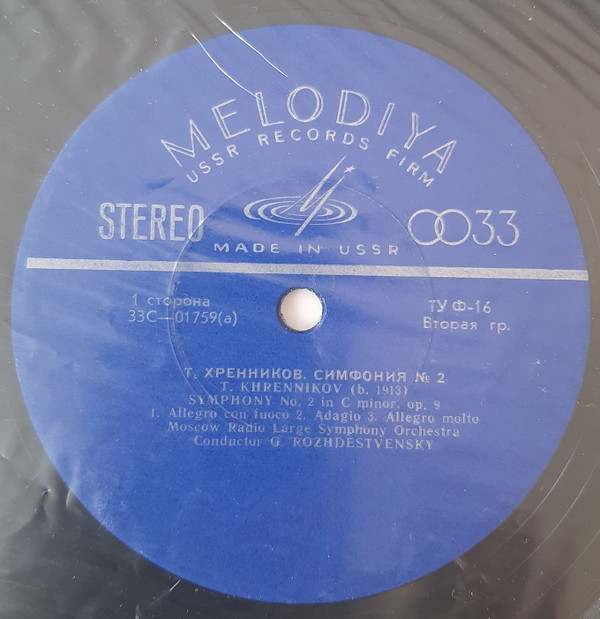 MELODIYA
USSR RECORDS FIRM
STEREO
33
MADE IN USSR
1 сторона
33С—01759(а)
ТУ Ф-16
Вторая гр.
Т. ХРЕННИКОВ. СИМФОНИЯ № 2
T. KHRENNIKOV (b. 1913)
SYMPHONY No. 2 in C minor, op. 9
1. Allegro con fuoco 2. Adagio 3. Allegro molto
Moscow Radio Large Symphony Orchestra
Conductor G. ROZHDESTVENSKY